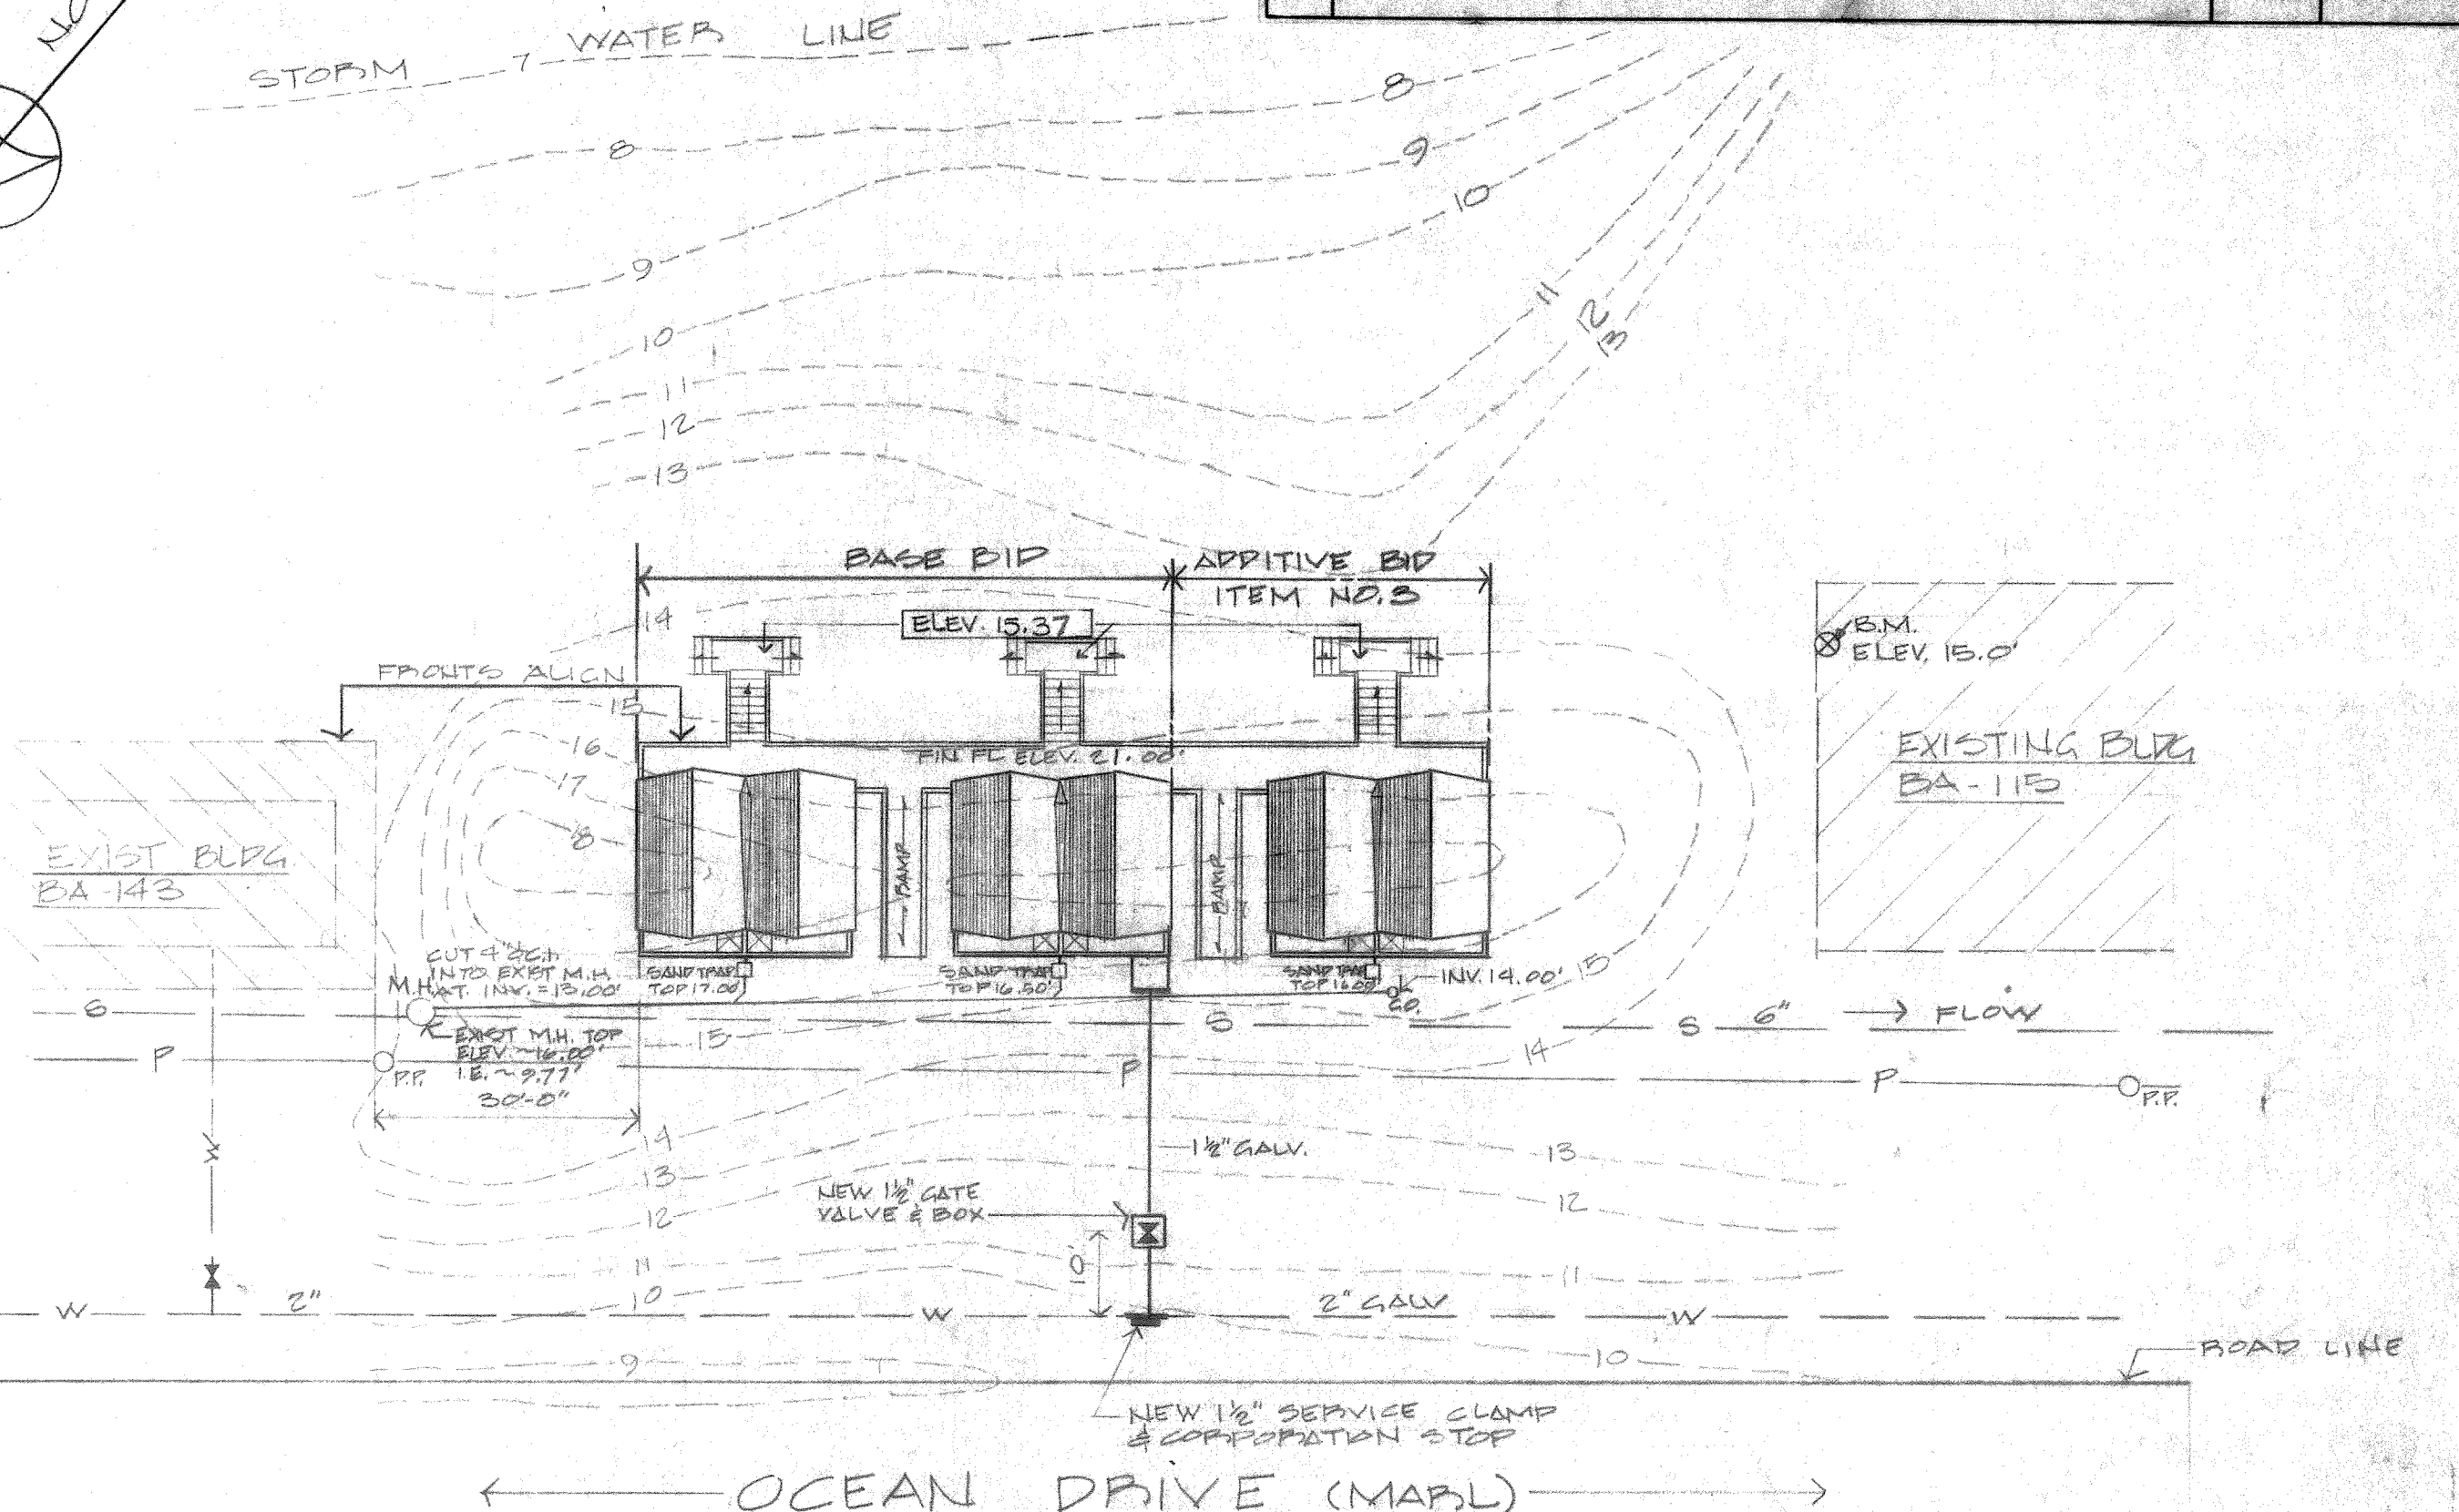 NO
STORM WATER LINE
7
8
8
9
9
10
10
11
11
12
12
13
13
BASE BID
ADDITIVE BID
ITEM NO.3
14
ELEV. 15.37
FRONTS ALIGN
15
16
17
18
FIN FL ELEV. 21.00'
B.M.
ELEV. 15.0'
EXISTING BLDG
BA-115
EXIST BLDG.
BA-143
RAMP
RAMP
CUT 4" C.I.
INTO EXIST M.H.
AT. INV. = 13.00'
M.H.
SAND TRAP
TOP 17.00'
SAND TRAP
TOP 16.50'
SAND TRAP
TOP 16.00'
INV. 14.00'
C.O.
15
S
S
S 6" FLOW
EXIST M.H. TOP
ELEV. ~16.00'
I.E. ~ 9.77'
15
14
P
P.P.
P
P
P.P.
30'-0"
W
14
13
12
11
10
1½" GALV.
13
12
11
NEW 1½" GATE
VALVE & BOX
W
2"
W
2" GALV
W
9
10
ROAD LINE
NEW 1½" SERVICE CLAMP
& CORPORATION STOP
OCEAN DRIVE (MARL)